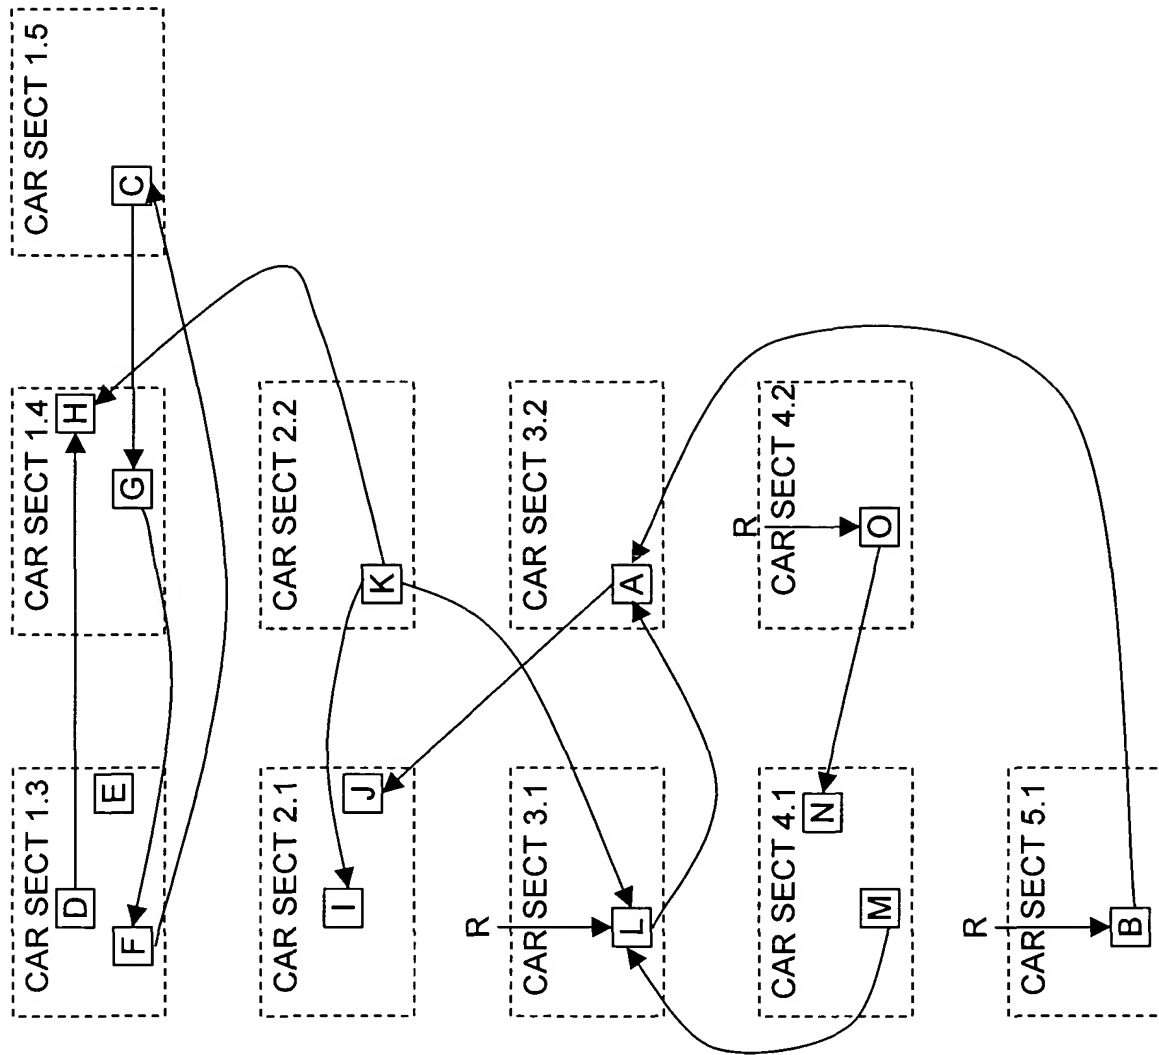 CAR SECT 1.3
D
E
F
CAR SECT 1.4
H
G
CAR SECT 1.5
C
CAR SECT 2.1
I
J
CAR SECT 2.2
K
R
CAR SECT 3.1
L
CAR SECT 3.2
A
CAR SECT 4.1
N
M
R
CAR SECT 4.2
O
R
CAR SECT 5.1
B